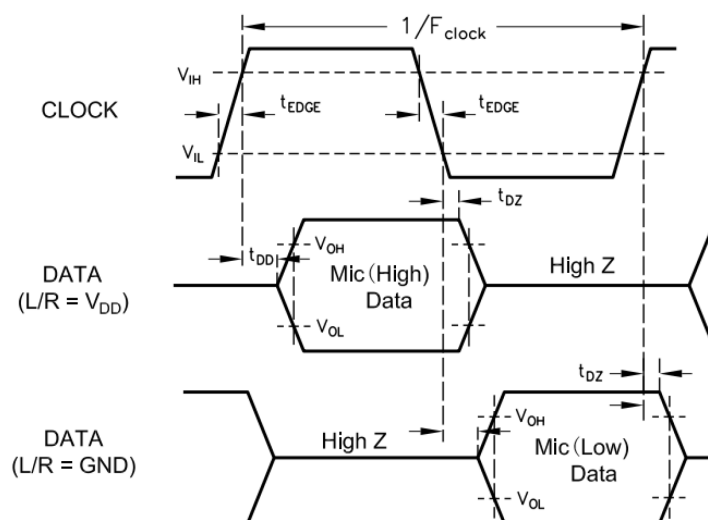 1/Fclock
VIH
CLOCK
tEDGE
tEDGE
VIL
tDZ
tDD
VOH
DATA
(L/R = VDD)
Mic(High)
Data
High Z
VOL
tDZ
DATA
(L/R = GND)
High Z
VOH
Mic(Low)
Data
VOL